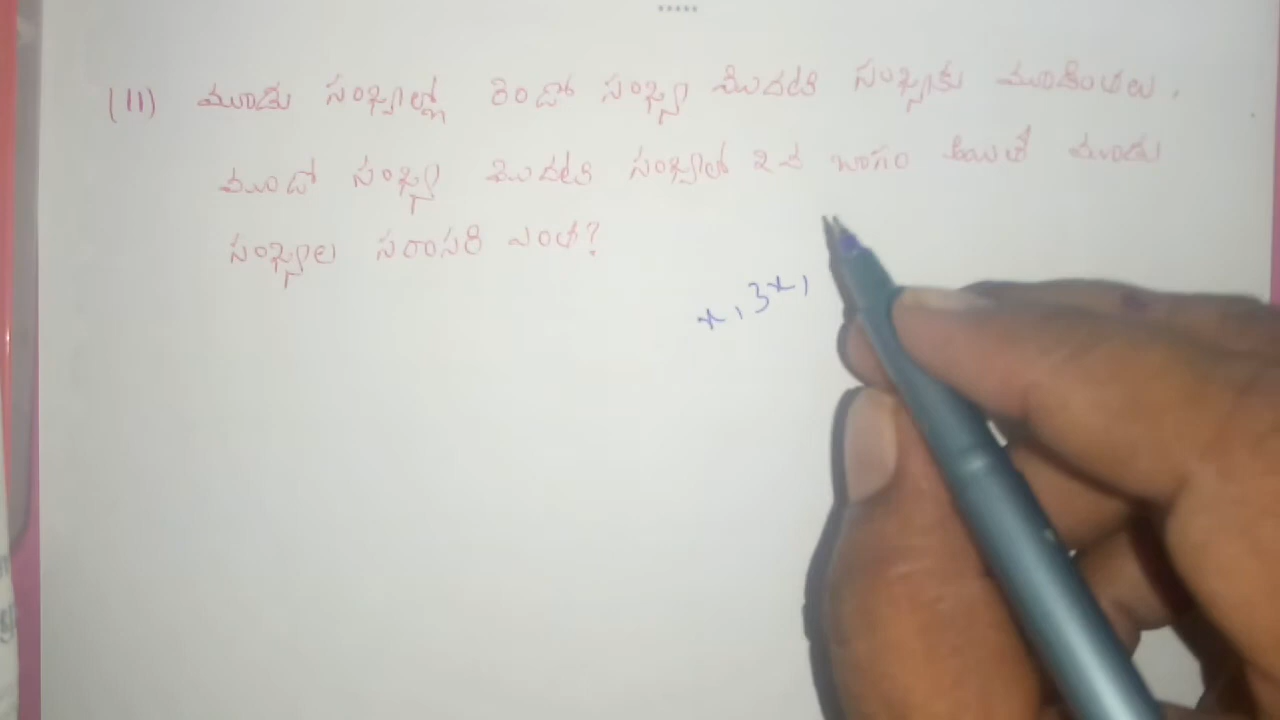 (11) మూడు సంఖ్యల్లో రెండో సంఖ్య మొదటి సంఖ్యకు మూడింతలు.
మూడో సంఖ్య మొదటి సంఖ్యలో 2వ భాగం అయితే మూడు
సంఖ్యల సరాసరి ఎంత?
x, 3x,